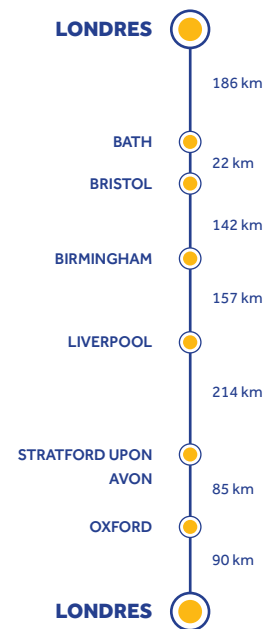 LONDRES
186 km
BATH
22 km
BRISTOL
142 km
BIRMINGHAM
157 km
LIVERPOOL
214 km
STRATFORD UPON
AVON
85 km
OXFORD
90 km
LONDRES